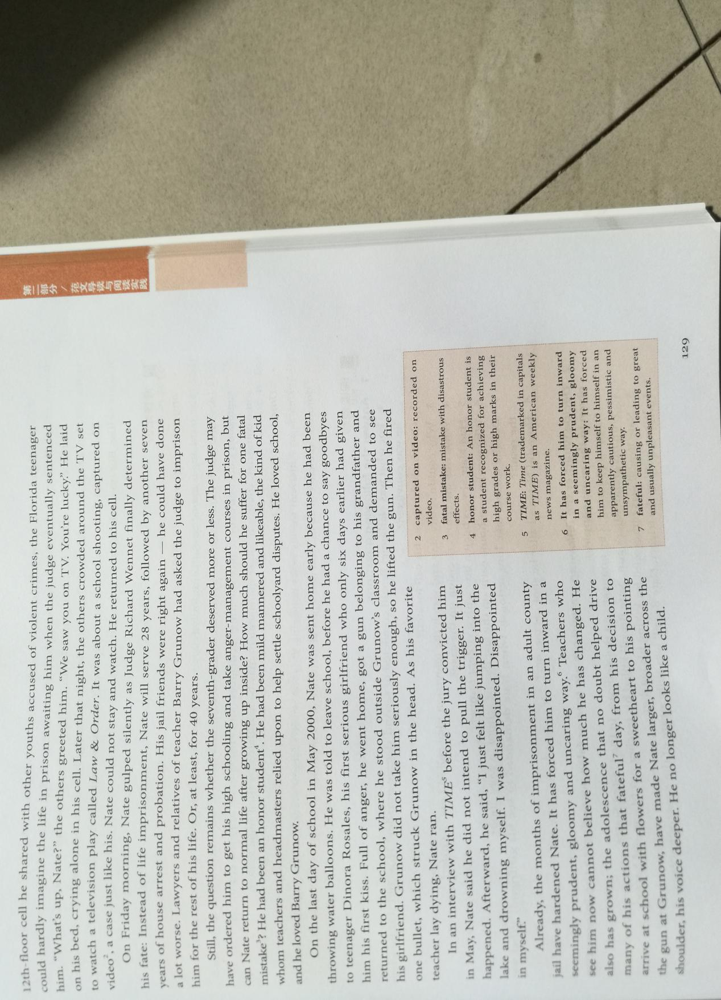 第二部分 / 范文导读与阅读实践
12th-floor cell he shared with other youths accused of violent crimes, the Florida teenager
could hardly imagine the life in prison awaiting him when the judge eventually sentenced
him. “What’s up, Nate?” the others greeted him. “We saw you on TV. You’re lucky.” He laid
on his bed, crying alone in his cell. Later that night, the others crowded around the TV set
to watch a television play called Law & Order. It was about a school shooting, captured on
video2, a case just like his. Nate could not stay and watch. He returned to his cell.
On Friday morning, Nate gulped silently as Judge Richard Wennet finally determined
his fate: Instead of life imprisonment, Nate will serve 28 years, followed by another seven
years of house arrest and probation. His jail friends were right again — he could have done
a lot worse. Lawyers and relatives of teacher Barry Grunow had asked the judge to imprison
him for the rest of his life. Or, at least, for 40 years.
Still, the question remains whether the seventh-grader deserved more or less. The judge may
have ordered him to get his high schooling and take anger-management courses in prison, but
can Nate return to normal life after growing up inside? How much should he suffer for one fatal
mistake3? He had been an honor student4. He had been mild mannered and likeable, the kind of kid
whom teachers and headmasters relied upon to help settle schoolyard disputes. He loved school,
and he loved Barry Grunow.
On the last day of school in May 2000, Nate was sent home early because he had been
throwing water balloons. He was told to leave school, before he had a chance to say goodbyes
to teenager Dinora Rosales, his first serious girlfriend who only six days earlier had given
him his first kiss. Full of anger, he went home, got a gun belonging to his grandfather and
returned to the school, where he stood outside Grunow’s classroom and demanded to see
his girlfriend. Grunow did not take him seriously enough, so he lifted the gun. Then he fired
one bullet, which struck Grunow in the head. As his favorite
teacher lay dying, Nate ran.
In an interview with TIME5 before the jury convicted him
in May, Nate said he did not intend to pull the trigger. It just
happened. Afterward, he said, “I just felt like jumping into the
lake and drowning myself. I was disappointed. Disappointed
in myself.”
Already, the months of imprisonment in an adult county
jail have hardened Nate. It has forced him to turn inward in a
seemingly prudent, gloomy and uncaring way.6 Teachers who
see him now cannot believe how much he has changed. He
also has grown; the adolescence that no doubt helped drive
many of his actions that fateful7 day, from his decision to
arrive at school with flowers for a sweetheart to his pointing
the gun at Grunow, have made Nate larger, broader across the
shoulder, his voice deeper. He no longer looks like a child.
2 captured on video: recorded on
video.
3 fatal mistake: mistake with disastrous
effects.
4 honor student: An honor student is
a student recognized for achieving
high grades or high marks in their
course work.
5 TIME: Time (trademarked in capitals
as TIME) is an American weekly
news magazine.
6 It has forced him to turn inward
in a seemingly prudent, gloomy
and uncaring way: It has forced
him to keep himself to himself in an
apparently cautious, pessimistic and
unsympathetic way.
7 fateful: causing or leading to great
and usually unpleasant events.
129